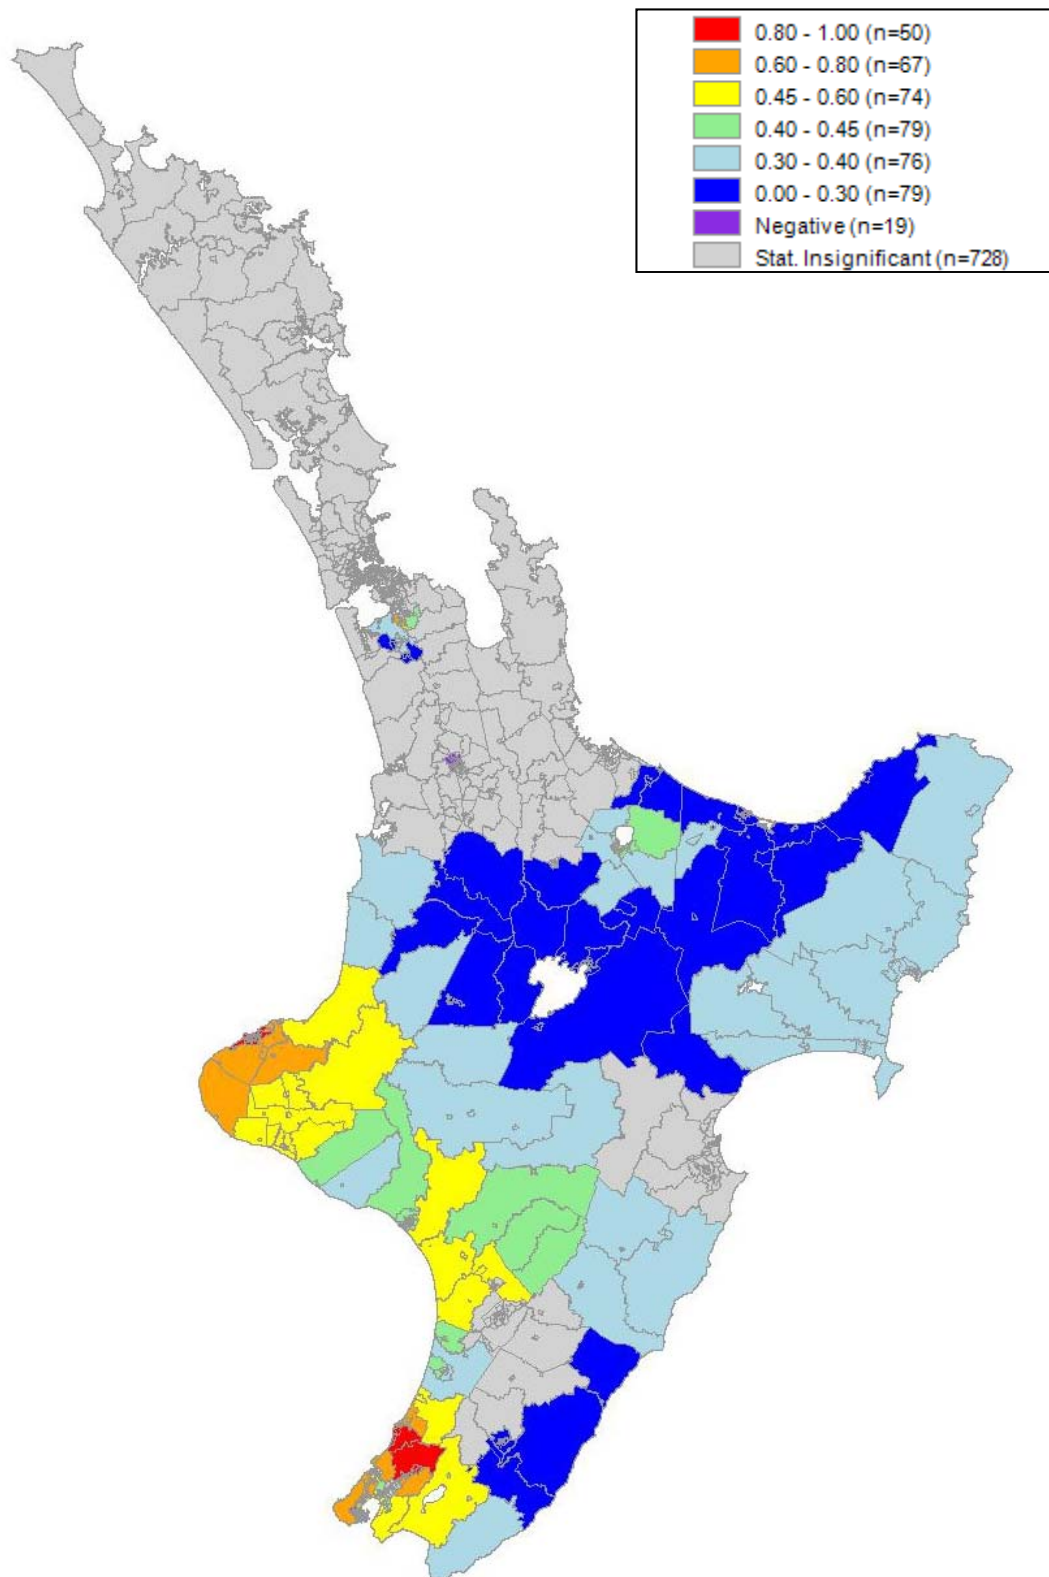 0.80 - 1.00 (n=50)
0.60 - 0.80 (n=67)
0.45 - 0.60 (n=74)
0.40 - 0.45 (n=79)
0.30 - 0.40 (n=76)
0.00 - 0.30 (n=79)
Negative (n=19)
Stat. Insignificant (n=728)